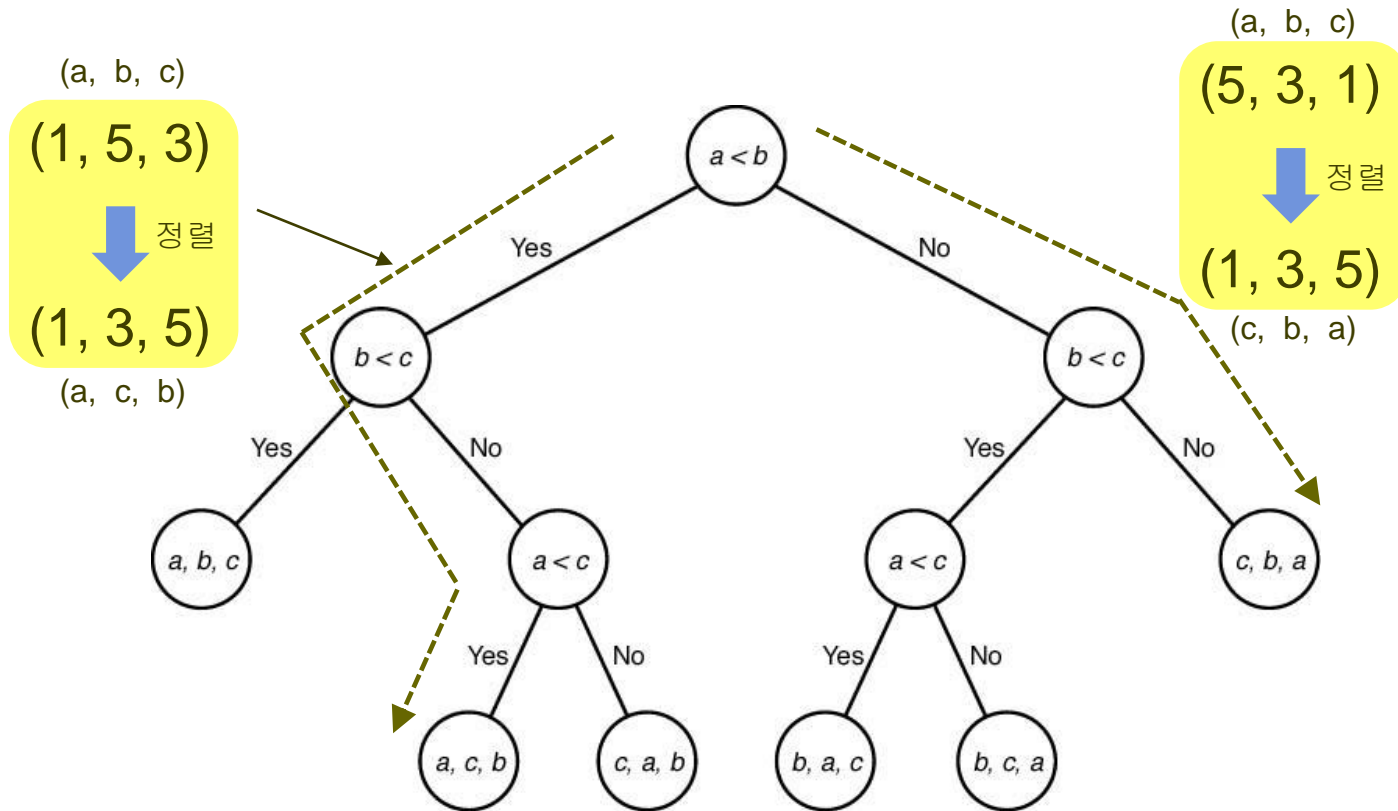 (a, b, c)
(1, 5, 3)
정렬
(1, 3, 5)
(a, c, b)
(a, b, c)
(5, 3, 1)
정렬
(1, 3, 5)
(c, b, a)
a < b
Yes
No
b < c
b < c
Yes
No
Yes
No
a, b, c
a < c
a < c
c, b, a
Yes
No
Yes
No
a, c, b
c, a, b
b, a, c
b, c, a